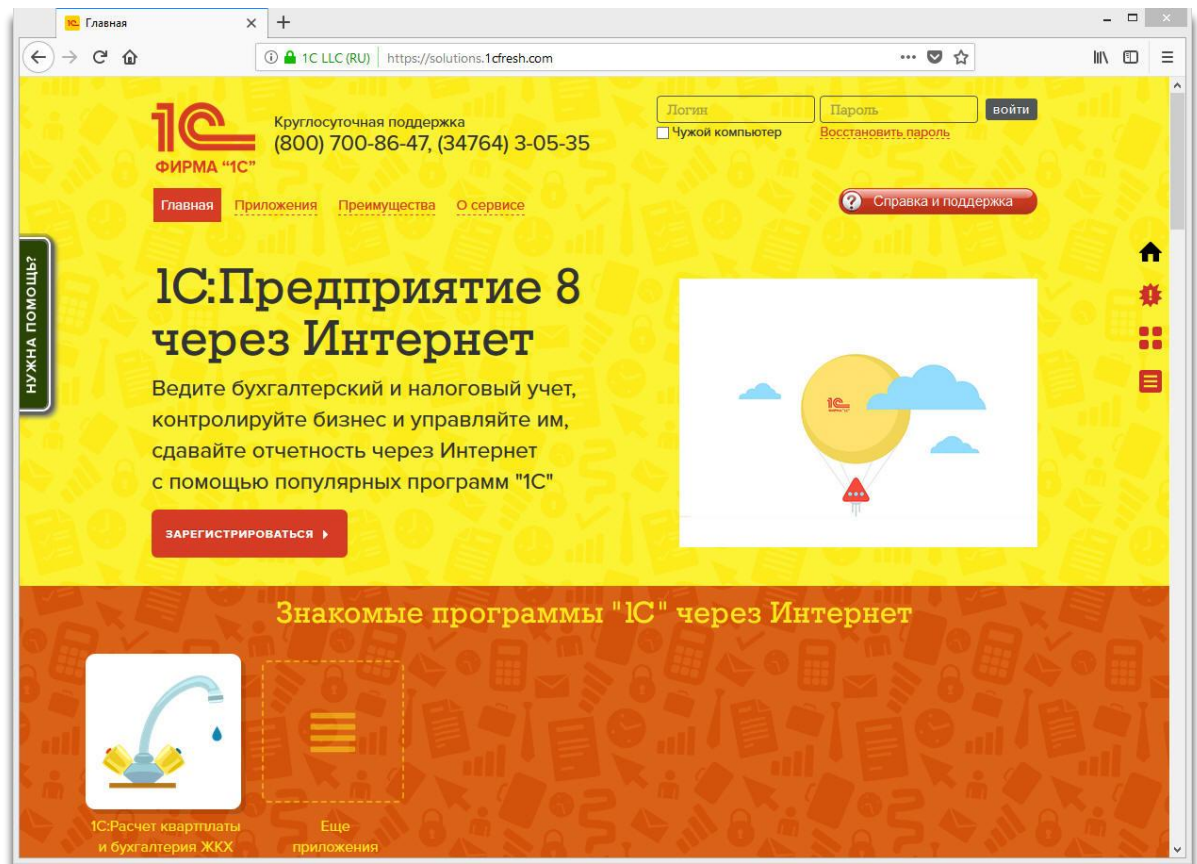 Главная
1C LLC (RU) https://solutions.1cfresh.com
1С
ФИРМА "1С"
Круглосуточная поддержка
(800) 700-86-47, (34764) 3-05-35
Логин
Пароль
ВОЙТИ
Чужой компьютер
Восстановить пароль
Главная Приложения Преимущества О сервисе
Справка и поддержка
НУЖНА ПОМОЩЬ?
1С:Предприятие 8
через Интернет
Ведите бухгалтерский и налоговый учет,
контролируйте бизнес и управляйте им,
сдавайте отчетность через Интернет
с помощью популярных программ "1С"
ЗАРЕГИСТРИРОВАТЬСЯ
1С
Знакомые программы "1С" через Интернет
1С:Расчет квартплаты
и бухгалтерия ЖКХ
Еще
приложения